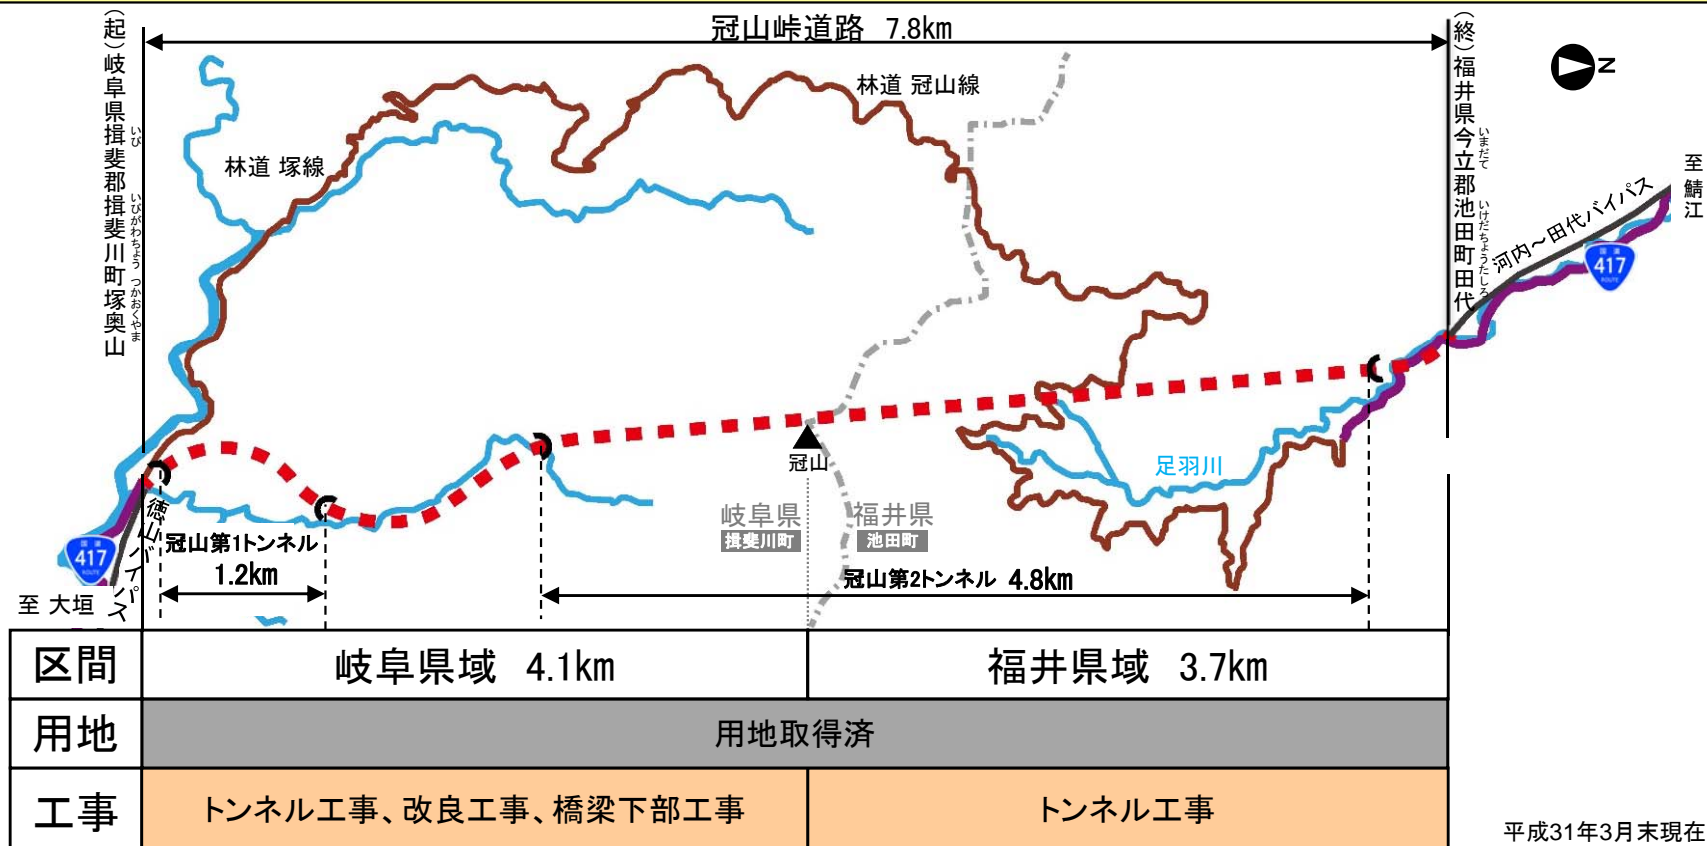 冠山峠道路 7.8km
(起)岐阜県揖斐郡揖斐川町塚奥山
いび
いびがわちょう つかおくやま
(終)福井県今立郡池田町田代
いまだて
いけだちょうたしろ
N
林道 冠山線
林道 塚線
至 鯖江
河内～田代バイパス
国道
417
ROUTE
足羽川
冠山
岐阜県
揖斐川町
福井県
池田町
徳山バイパス
国道
417
ROUTE
至 大垣
冠山第1トンネル
1.2km
冠山第2トンネル 4.8km
区間
岐阜県域 4.1km
福井県域 3.7km
用地
用地取得済
工事
トンネル工事、改良工事、橋梁下部工事
トンネル工事
平成31年3月末現在